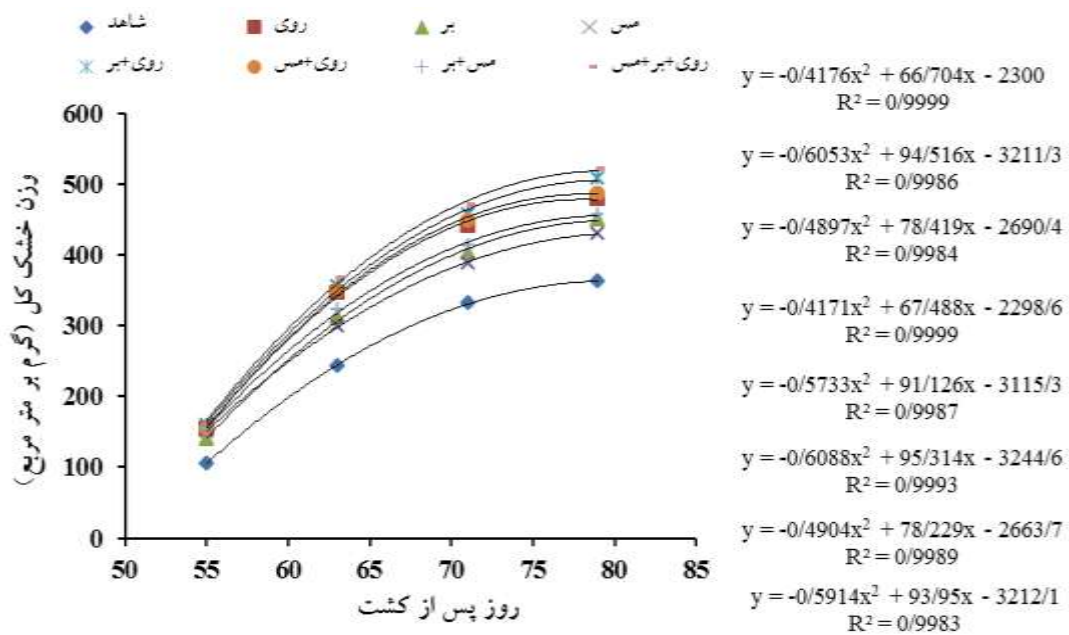 شاهد روی بر مس
روی+بر روی+مس مس+بر روی+بر+مس
y = -0/4176x² + 66/704x - 2300
R² = 0/9999
y = -0/6053x² + 94/516x - 3211/3
R² = 0/9986
y = -0/4897x² + 78/419x - 2690/4
R² = 0/9984
y = -0/4171x² + 67/488x - 2298/6
R² = 0/9999
y = -0/5733x² + 91/126x - 3115/3
R² = 0/9987
y = -0/6088x² + 95/314x - 3244/6
R² = 0/9993
y = -0/4904x² + 78/229x - 2663/7
R² = 0/9989
y = -0/5914x² + 93/95x - 3212/1
R² = 0/9983
وزن خشک کل (گرم بر متر مربع)
600
500
400
300
200
100
0
50 55 60 65 70 75 80 85
روز پس از کشت